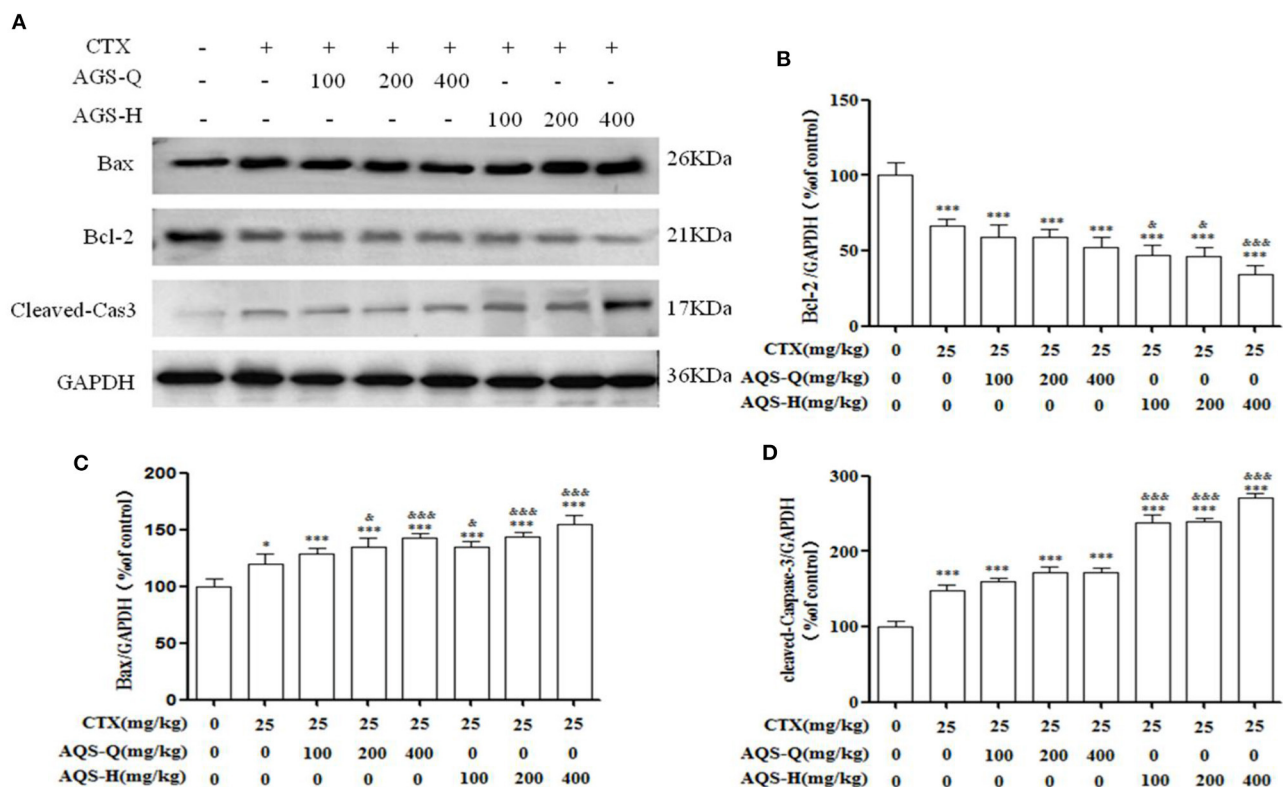 A
CTX - + + + + + + +
AGS-Q - - 100 200 400 - - -
AGS-H - - - - - 100 200 400
Bax 26KDa
Bcl-2 21KDa
Cleaved-Cas3 17KDa
GAPDH 36KDa
B
Bcl-2/GAPDH (%of control)
150
100
50
0
*** *** *** *** & *** & *** &&& ***
CTX(mg/kg) 0 25 25 25 25 25 25 25
AQS-Q(mg/kg) 0 0 100 200 400 0 0 0
AQS-H(mg/kg) 0 0 0 0 0 100 200 400
C
Bax/GAPDH (%of control)
200
150
100
50
0
* *** & *** &&& *** & *** &&& *** &&& ***
CTX(mg/kg) 0 25 25 25 25 25 25 25
AQS-Q(mg/kg) 0 0 100 200 400 0 0 0
AQS-H(mg/kg) 0 0 0 0 0 100 200 400
D
cleaved-Caspase-3/GAPDH
(%of control)
300
200
100
0
*** *** *** *** &&& *** &&& *** &&& ***
CTX(mg/kg) 0 25 25 25 25 25 25 25
AQS-Q(mg/kg) 0 0 100 200 400 0 0 0
AQS-H(mg/kg) 0 0 0 0 0 100 200 400